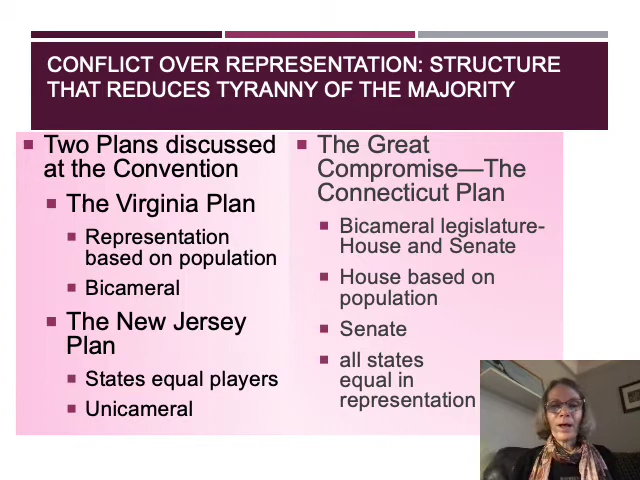 CONFLICT OVER REPRESENTATION: STRUCTURE
THAT REDUCES TYRANNY OF THE MAJORITY
Two Plans discussed
at the Convention
The Virginia Plan
Representation
based on population
Bicameral
The New Jersey
Plan
States equal players
Unicameral
The Great
Compromise—The
Connecticut Plan
Bicameral legislature-
House and Senate
House based on
population
Senate
all states
equal in
representation